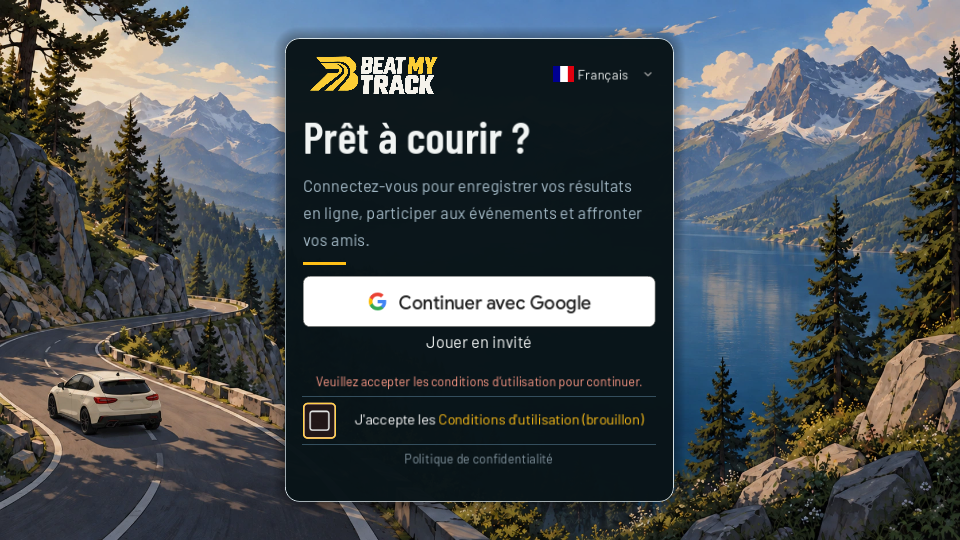 BEAT MY
TRACK
Français
Prêt à courir ?
Connectez-vous pour enregistrer vos résultats
en ligne, participer aux événements et affronter
vos amis.
Continuer avec Google
Jouer en invité
Veuillez accepter les conditions d'utilisation pour continuer.
J'accepte les Conditions d'utilisation (brouillon)
Politique de confidentialité